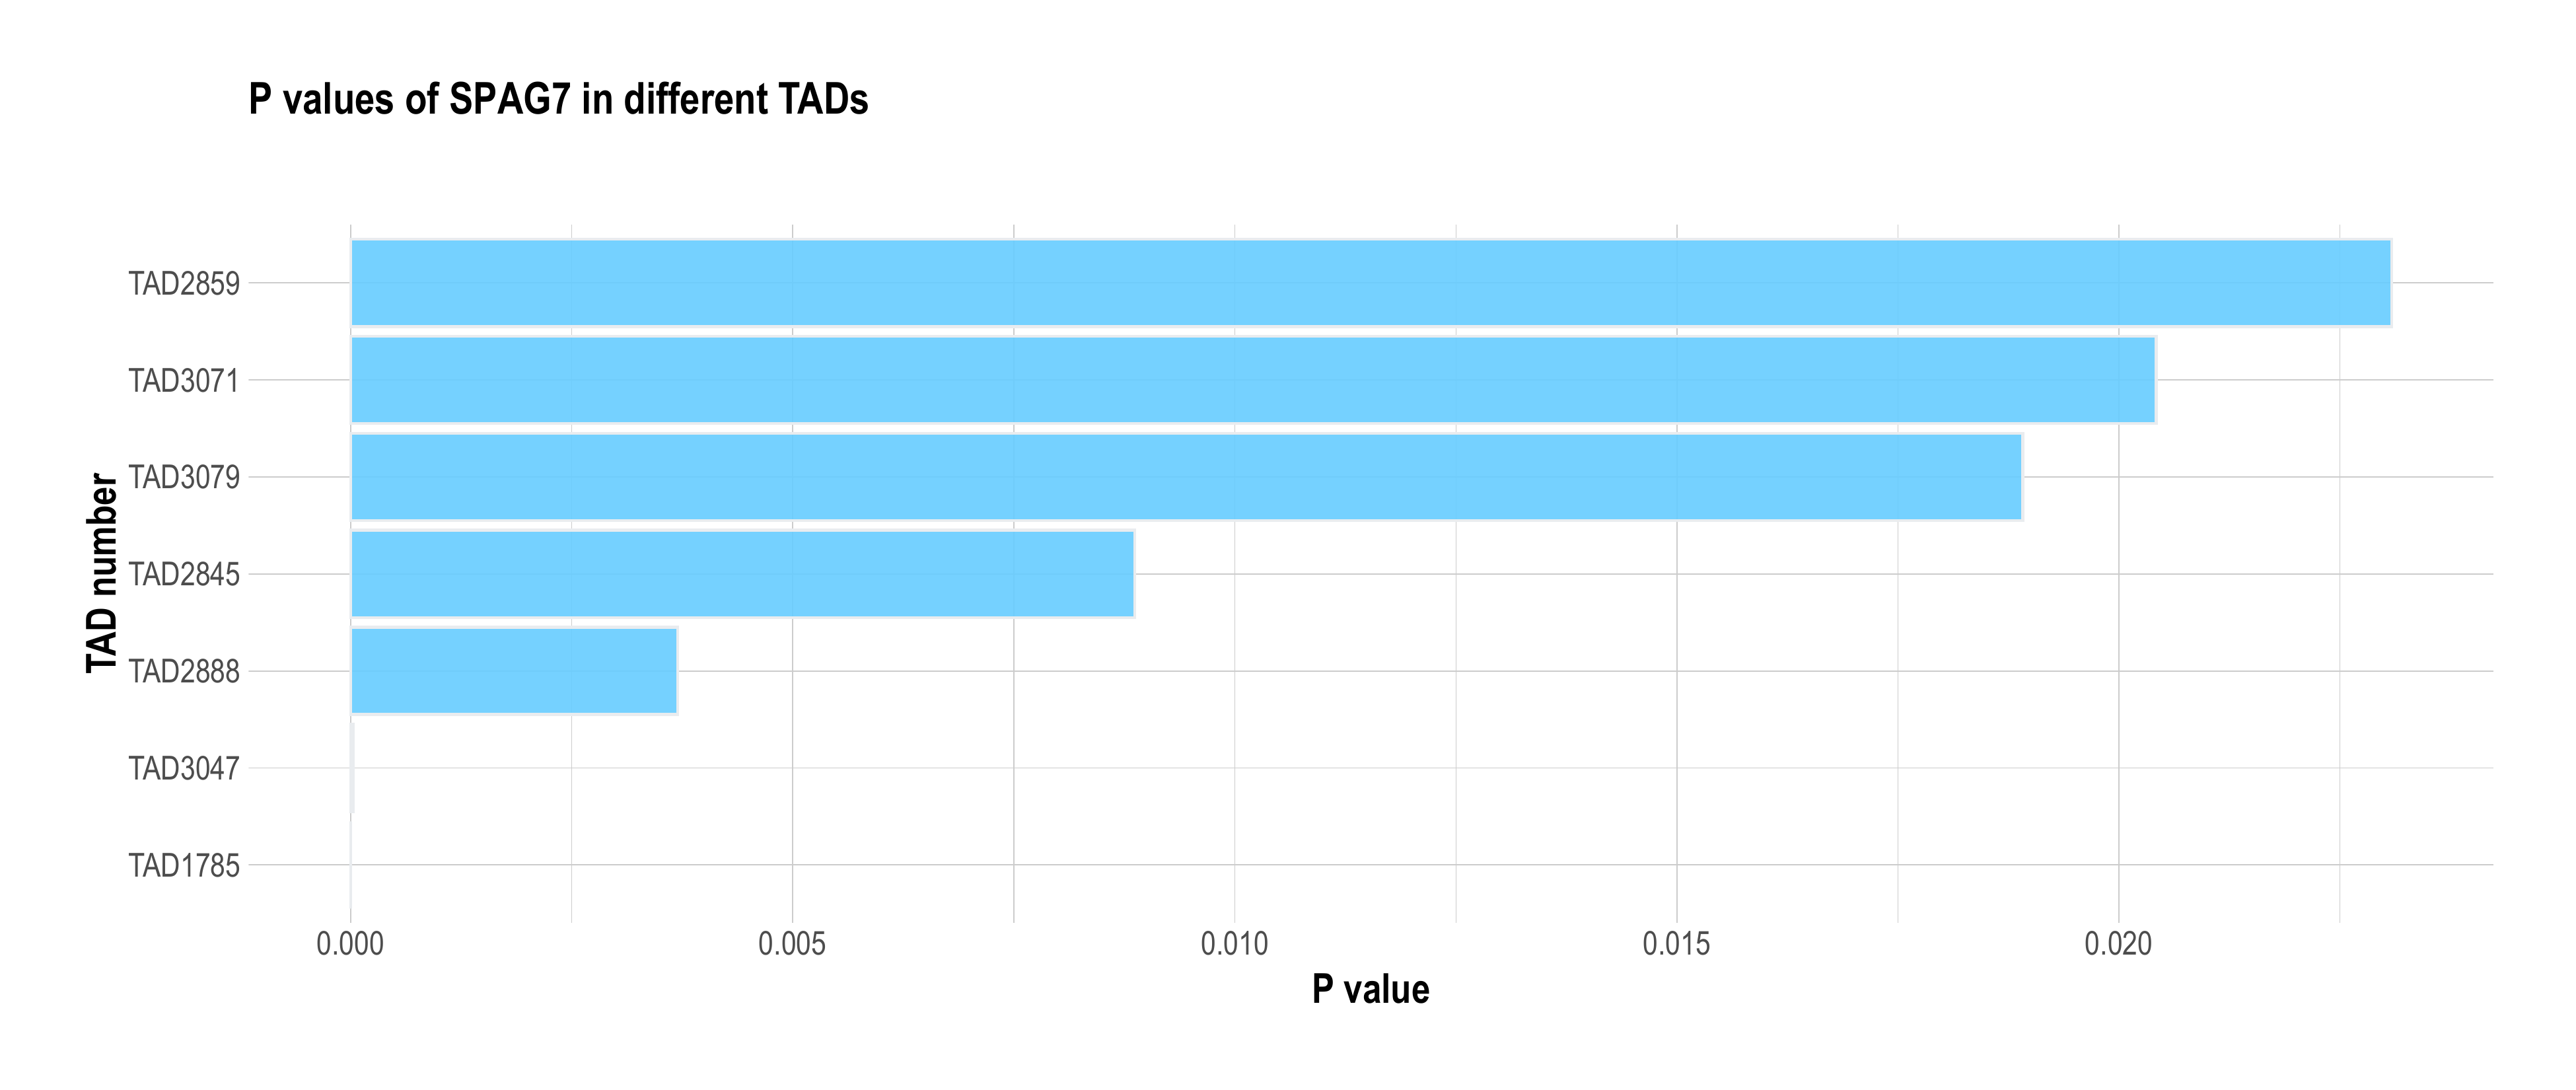 P values of SPAG7 in different TADs
TAD number
TAD2859
TAD3071
TAD3079
TAD2845
TAD2888
TAD3047
TAD1785
0.000 0.005 0.010 0.015 0.020
P value